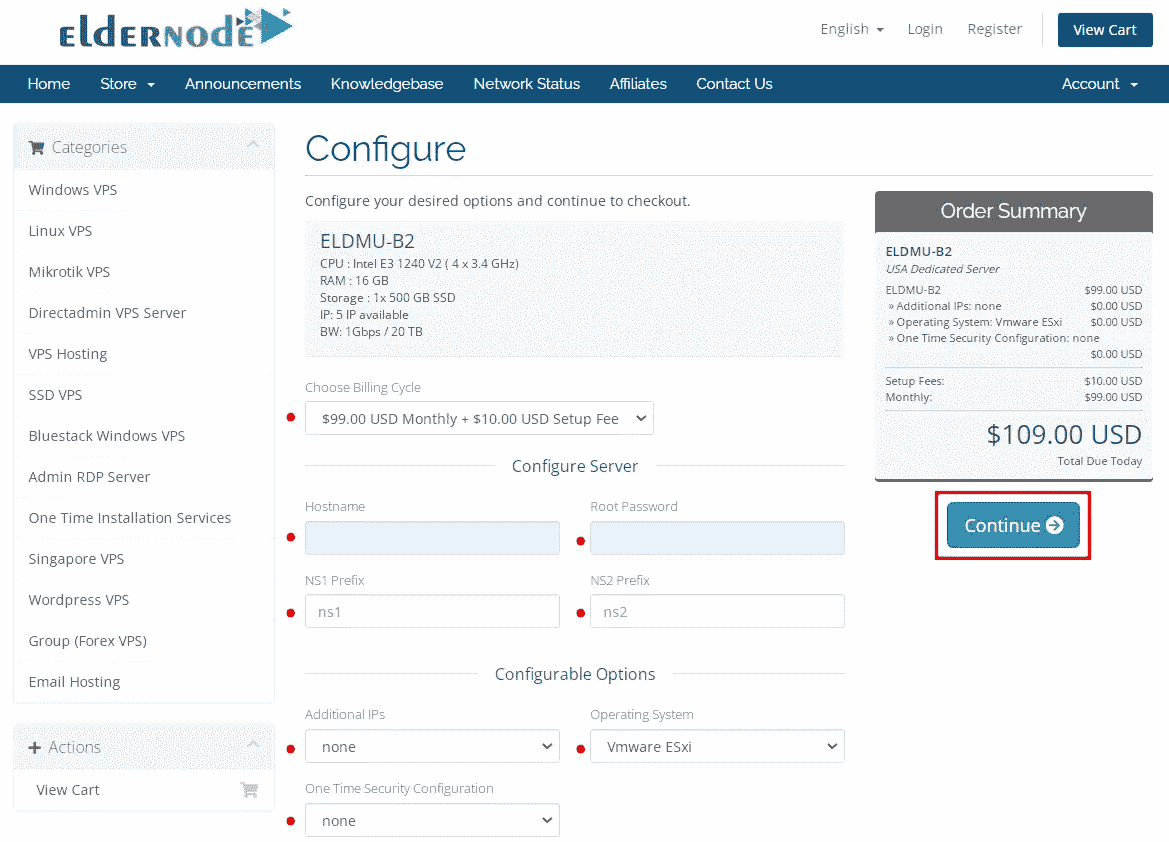 ELDERNODE
English
Login
Register
View Cart
Home
Store
Announcements
Knowledgebase
Network Status
Affiliates
Contact Us
Account
Categories
Windows VPS
Linux VPS
Mikrotik VPS
Directadmin VPS Server
VPS Hosting
SSD VPS
Bluestack Windows VPS
Admin RDP Server
One Time Installation Services
Singapore VPS
Wordpress VPS
Group (Forex VPS)
Email Hosting
Actions
View Cart
Configure
Configure your desired options and continue to checkout.
ELDMU-B2
CPU : Intel E3 1240 V2 ( 4 x 3.4 GHz)
RAM : 16 GB
Storage : 1x 500 GB SSD
IP: 5 IP available
BW: 1Gbps / 20 TB
Choose Billing Cycle
$99.00 USD Monthly + $10.00 USD Setup Fee
Configure Server
Hostname
Root Password
NS1 Prefix
NS2 Prefix
ns1
ns2
Configurable Options
Additional IPs
Operating System
none
Vmware ESxi
One Time Security Configuration
none
Order Summary
ELDMU-B2
USA Dedicated Server
ELDMU-B2 $99.00 USD
» Additional IPs: none $0.00 USD
» Operating System: Vmware ESxi $0.00 USD
» One Time Security Configuration: none
$0.00 USD
Setup Fees: $10.00 USD
Monthly: $99.00 USD
$109.00 USD
Total Due Today
Continue